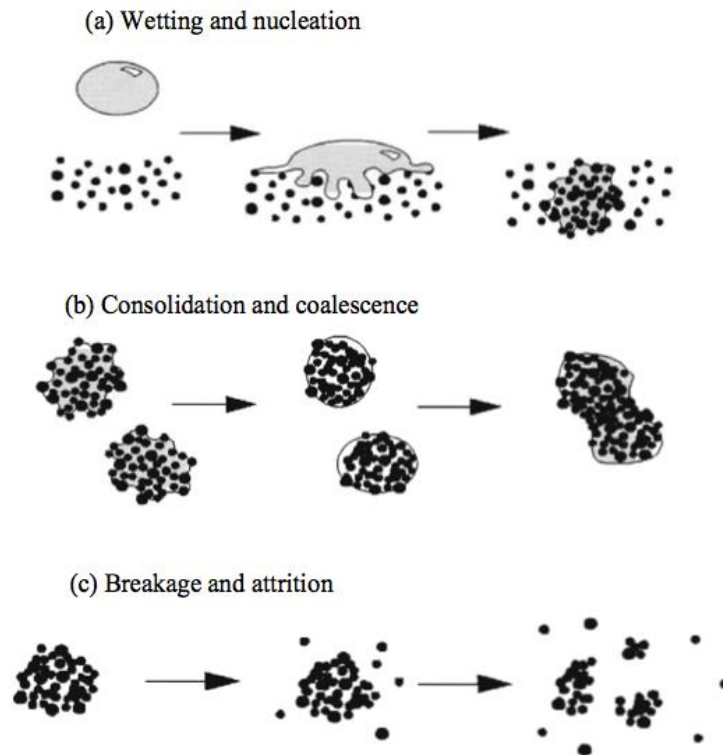 (a) Wetting and nucleation
(b) Consolidation and coalescence
(c) Breakage and attrition